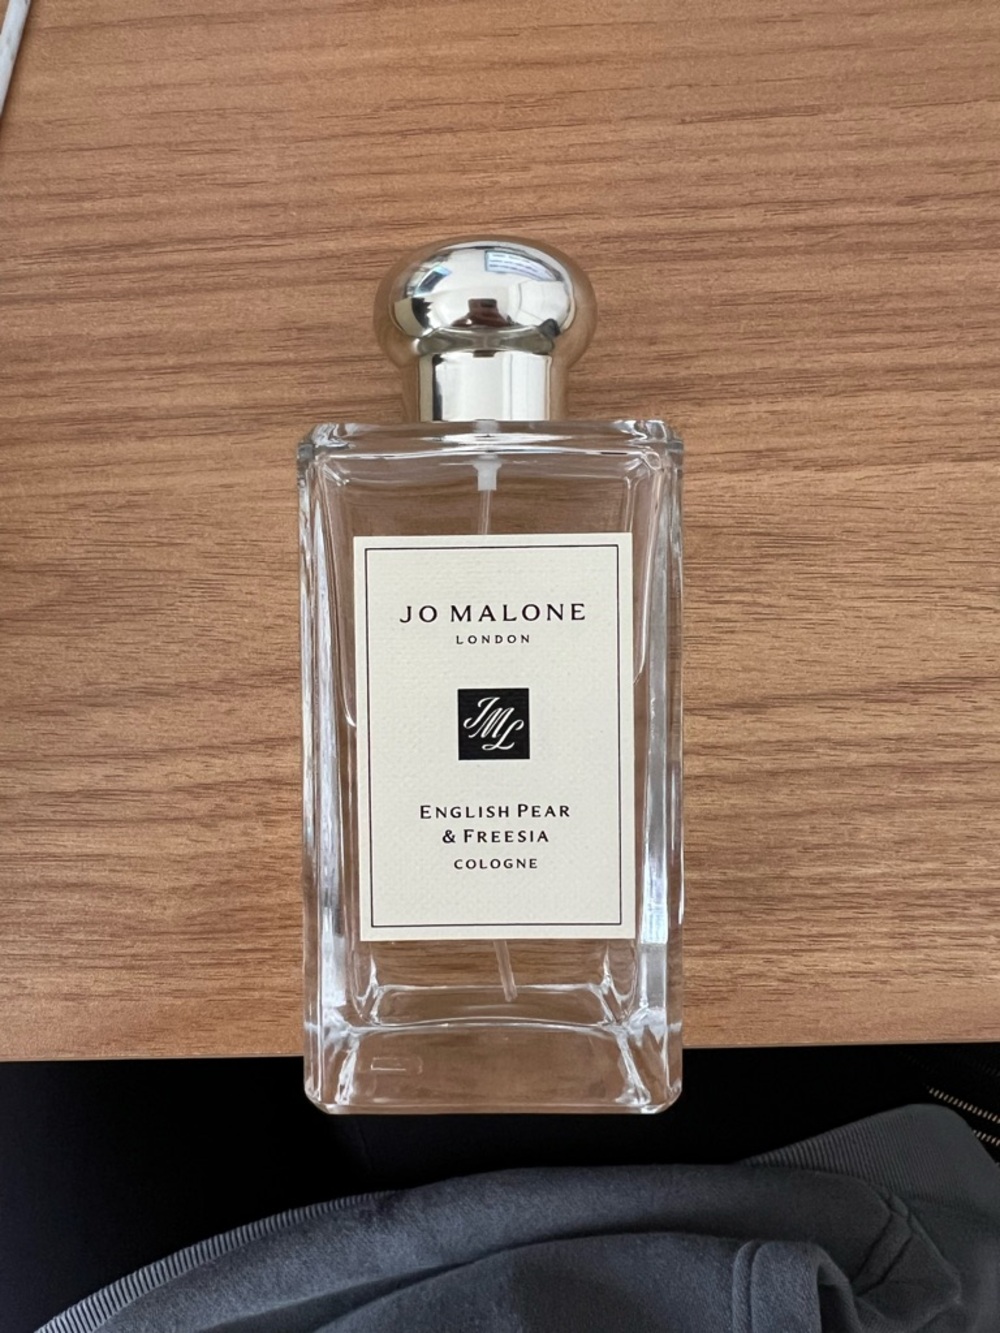 JO MALONE
LONDON
JML
ENGLISH PEAR
& FREESIA
COLOGNE